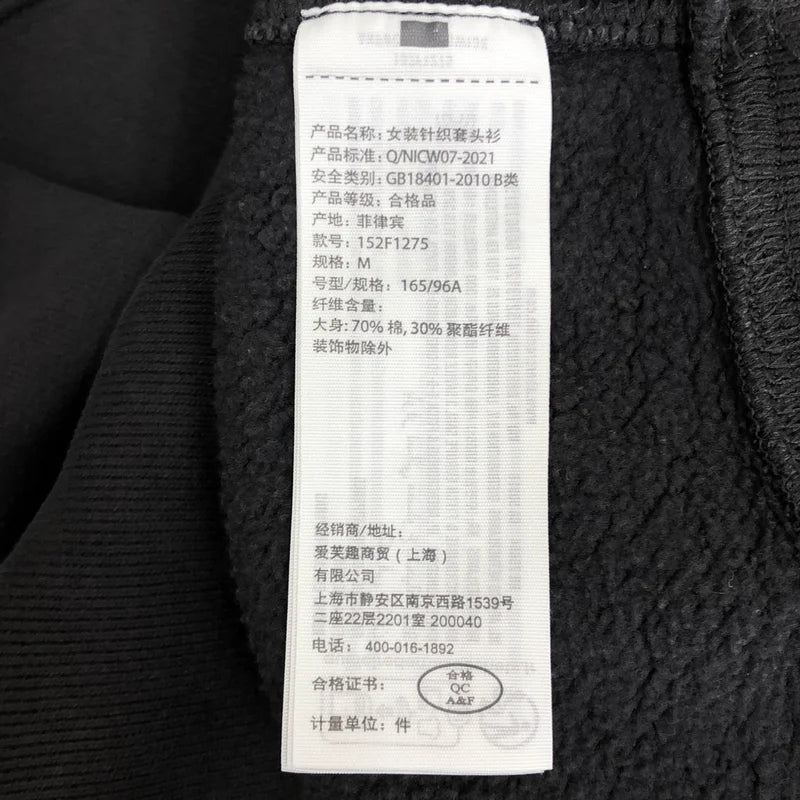 产品名称: 女装针织套头衫
产品标准: Q/NICW07-2021
安全类别: GB18401-2010 B类
产品等级: 合格品
产地: 菲律宾
款号: 152F1275
规格: M
号型/规格: 165/96A
纤维含量:
大身: 70% 棉, 30% 聚酯纤维
装饰物除外
经销商/地址:
爱芙趣商贸 ( 上海 )
有限公司
上海市静安区南京西路1539号
二座22层2201室 200040
电话: 400-016-1892
合格证书:
合格
QC
A&F
计量单位: 件